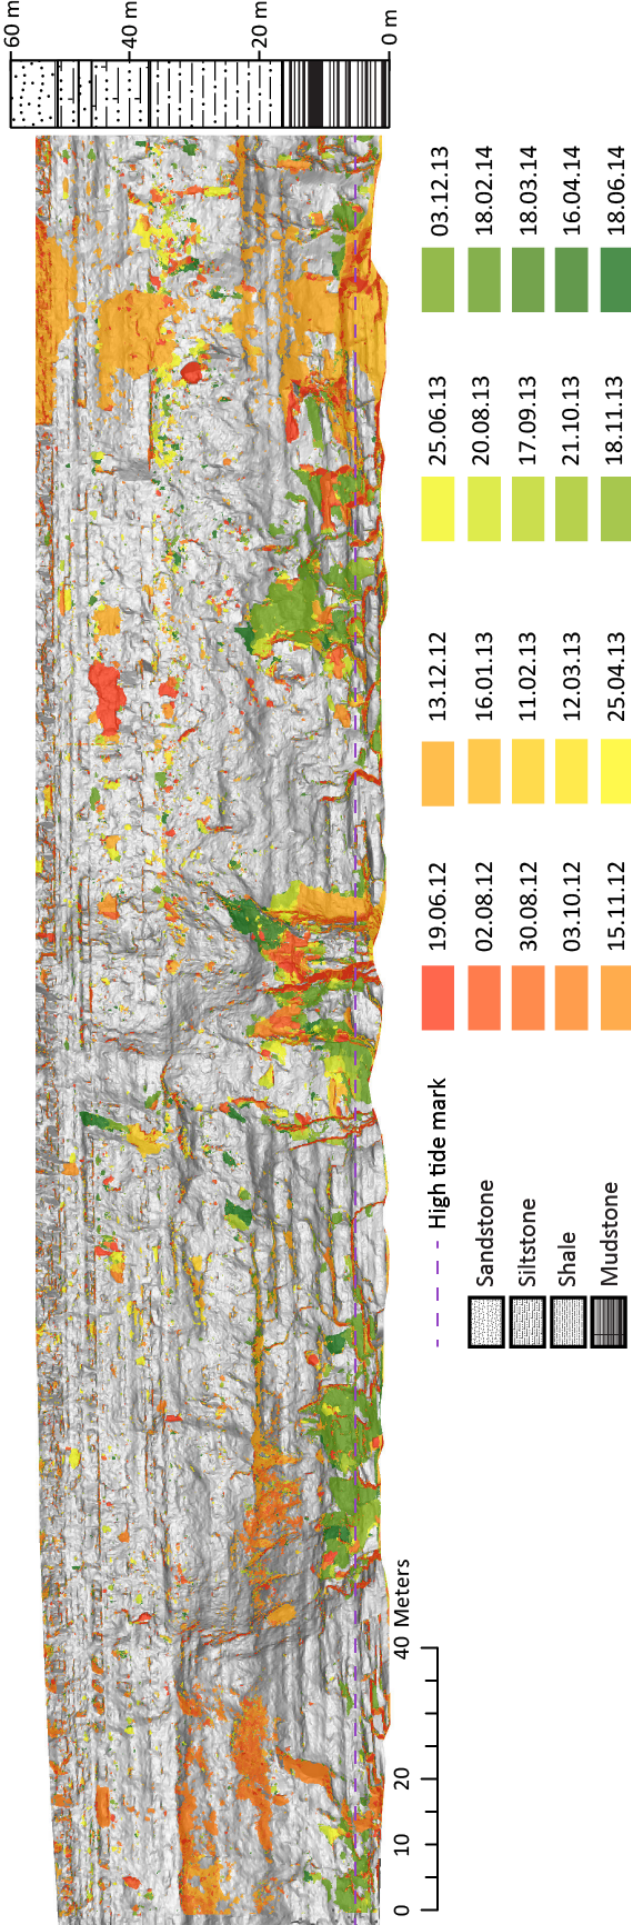 60 m
40 m
20 m
0 m
0 10 20 40 Meters
High tide mark
Sandstone
Siltstone
Shale
Mudstone
19.06.12
02.08.12
30.08.12
03.10.12
15.11.12
13.12.12
16.01.13
11.02.13
12.03.13
25.04.13
25.06.13
20.08.13
17.09.13
21.10.13
18.11.13
03.12.13
18.02.14
18.03.14
16.04.14
18.06.14